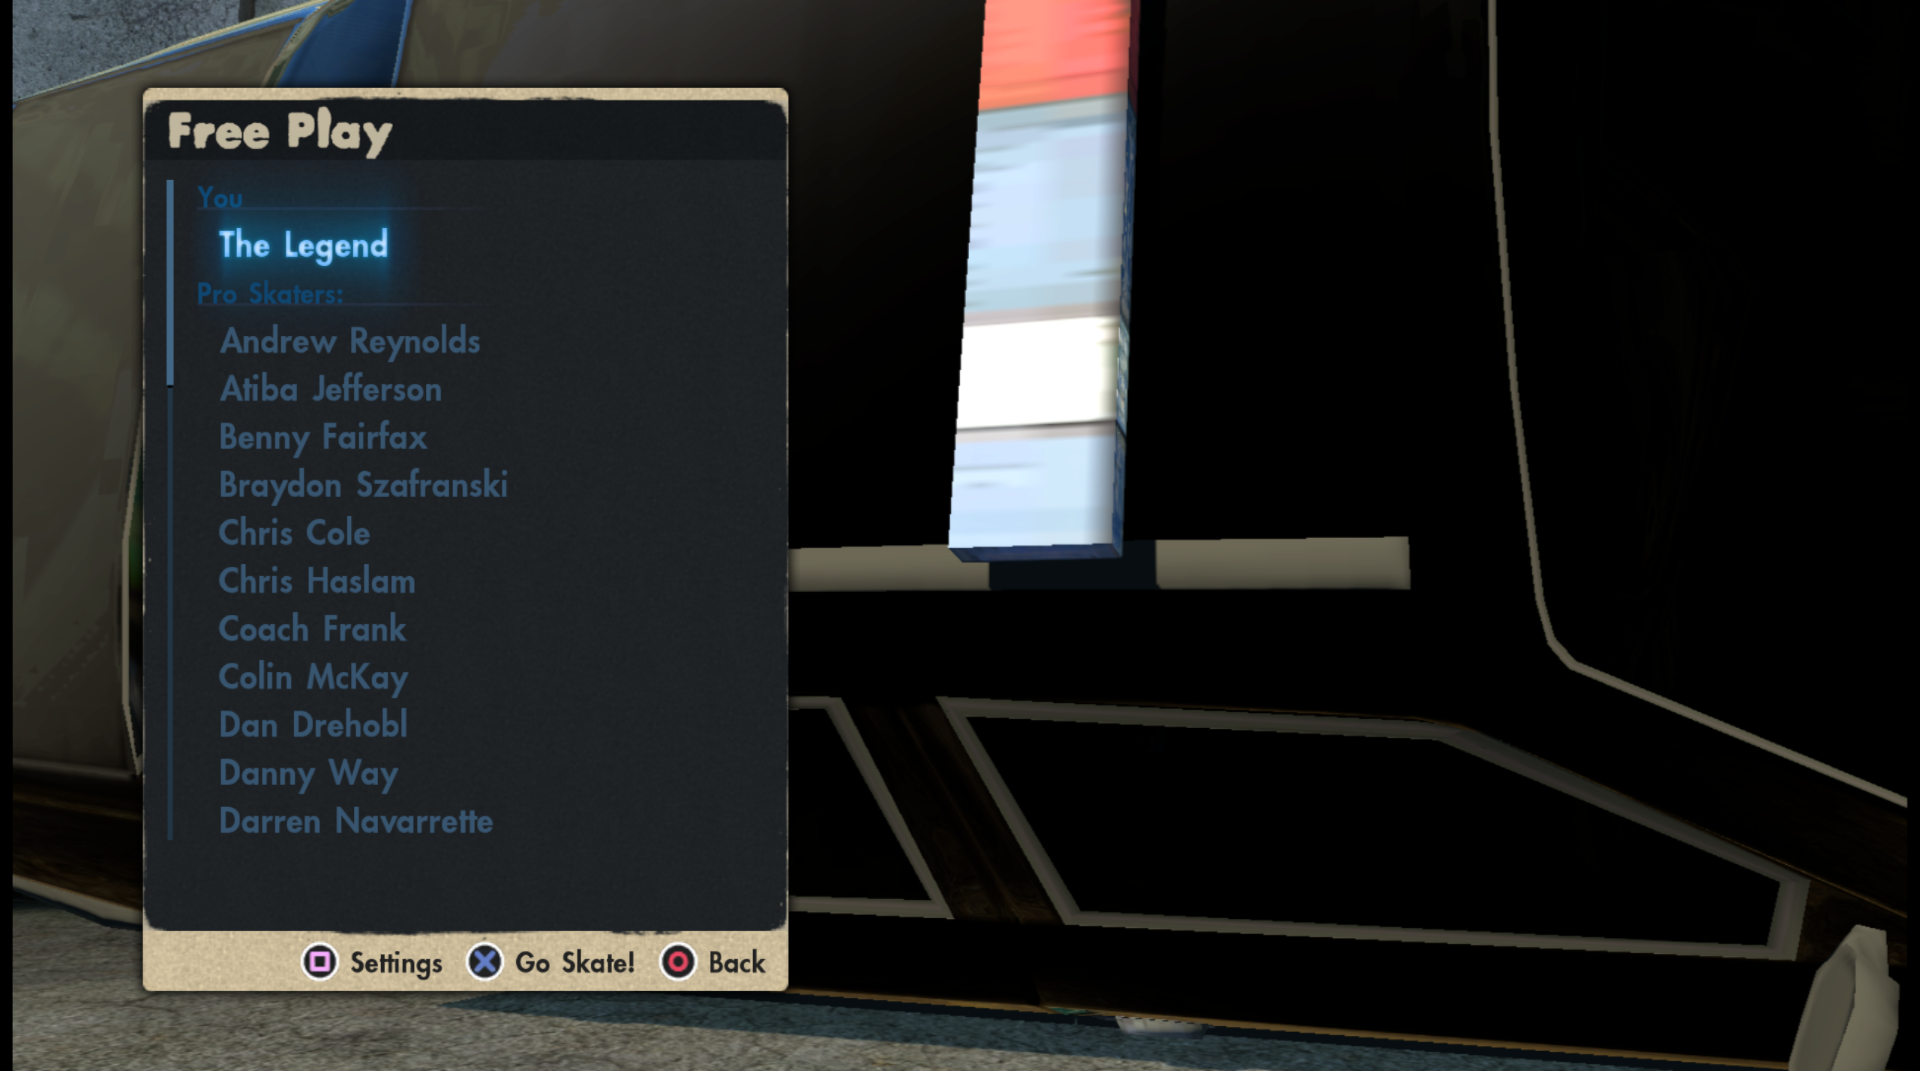 Free Play
You
The Legend
Pro Skaters:
Andrew Reynolds
Atiba Jefferson
Benny Fairfax
Braydon Szafranski
Chris Cole
Chris Haslam
Coach Frank
Colin McKay
Dan Drehobl
Danny Way
Darren Navarrette
Settings Go Skate! Back